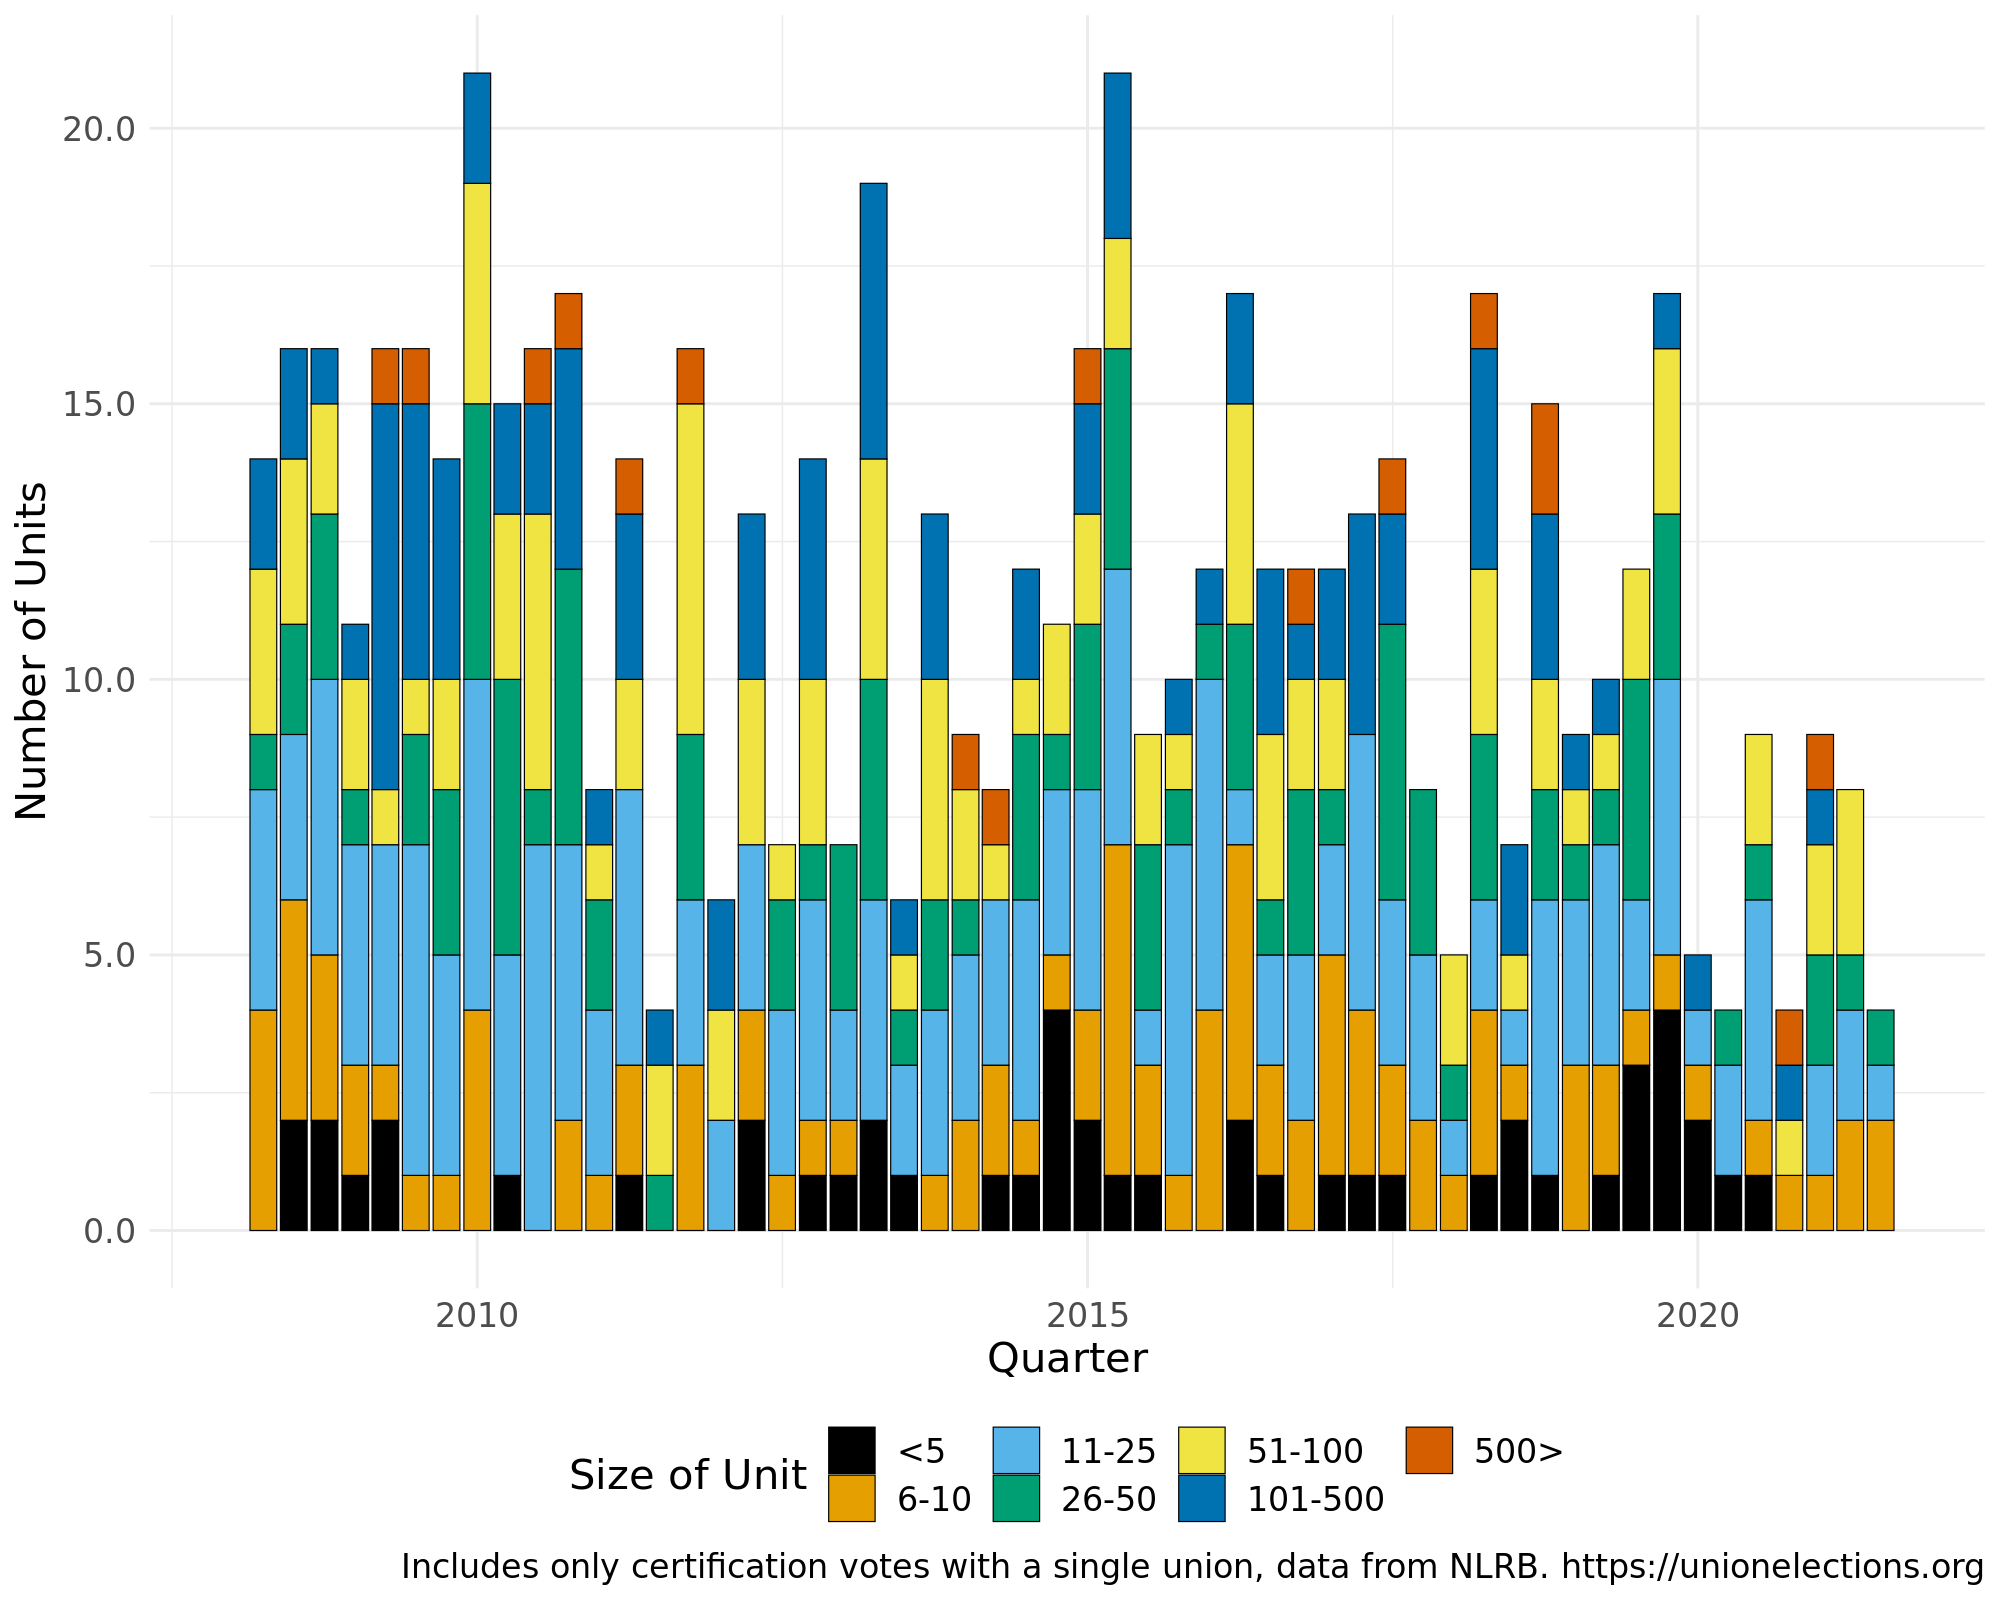 20.0
15.0
10.0
5.0
0.0
Number of Units
2010 2015 2020
Quarter
Size of Unit
<5 11-25 51-100 500>
6-10 26-50 101-500
Includes only certification votes with a single union, data from NLRB. https://unionelections.org